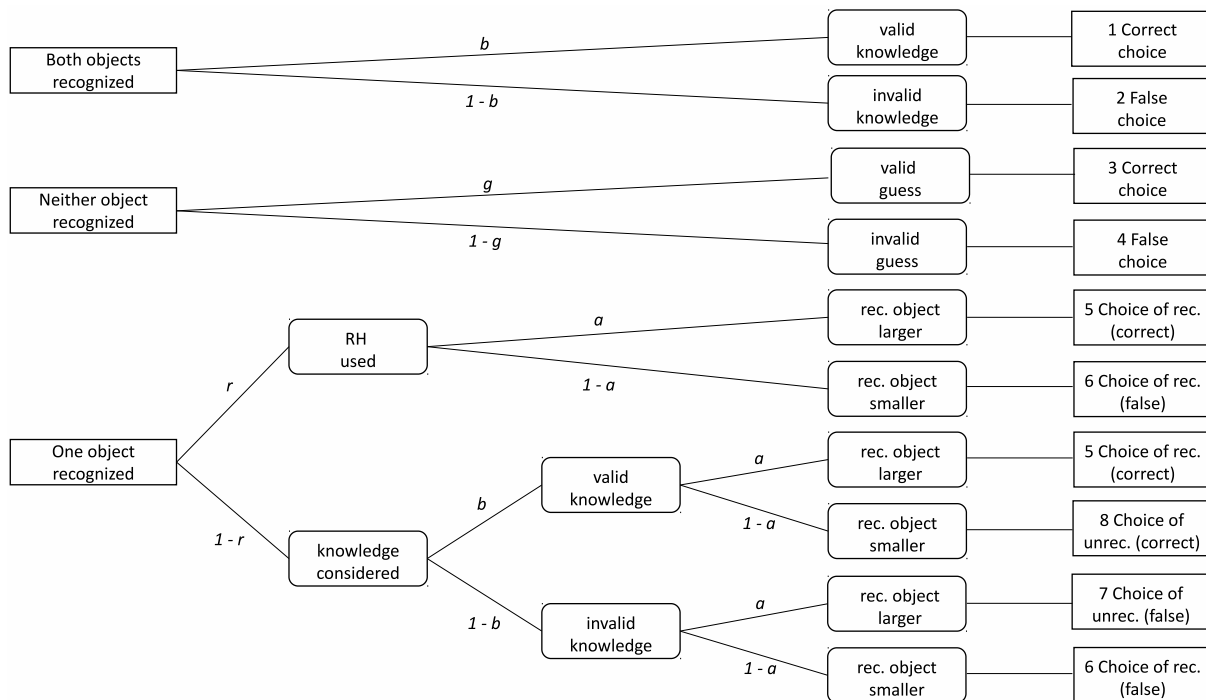 Both objects
recognized
b
1 - b
valid
knowledge
1 Correct
choice
invalid
knowledge
2 False
choice
Neither object
recognized
g
1 - g
valid
guess
3 Correct
choice
invalid
guess
4 False
choice
One object
recognized
r
1 - r
RH
used
a
1 - a
rec. object
larger
5 Choice of rec.
(correct)
rec. object
smaller
6 Choice of rec.
(false)
knowledge
considered
b
1 - b
valid
knowledge
a
1 - a
rec. object
larger
5 Choice of rec.
(correct)
rec. object
smaller
8 Choice of
unrec. (correct)
invalid
knowledge
a
1 - a
rec. object
larger
7 Choice of
unrec. (false)
rec. object
smaller
6 Choice of rec.
(false)